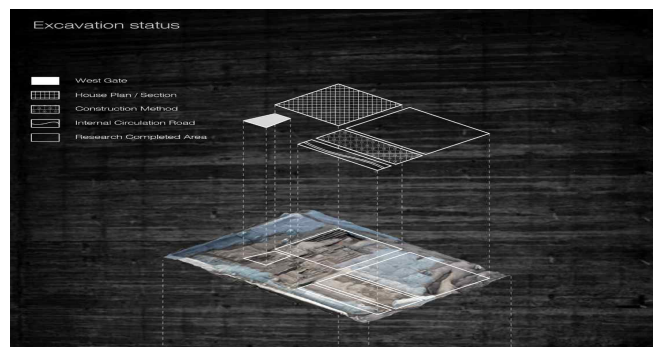 Excavation status
West Gate
House Plan / Section
Construction Method
Internal Circulation Road
Research Completed Area